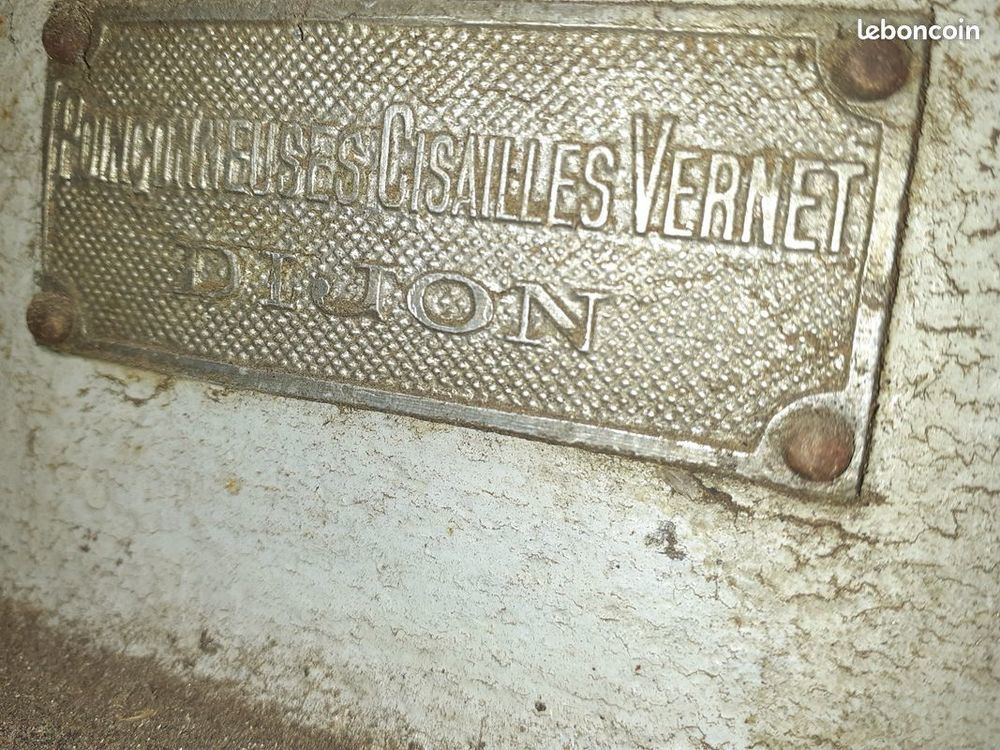 leboncoin
POINÇONNEUSES CISAILLES VERNET
DIJON